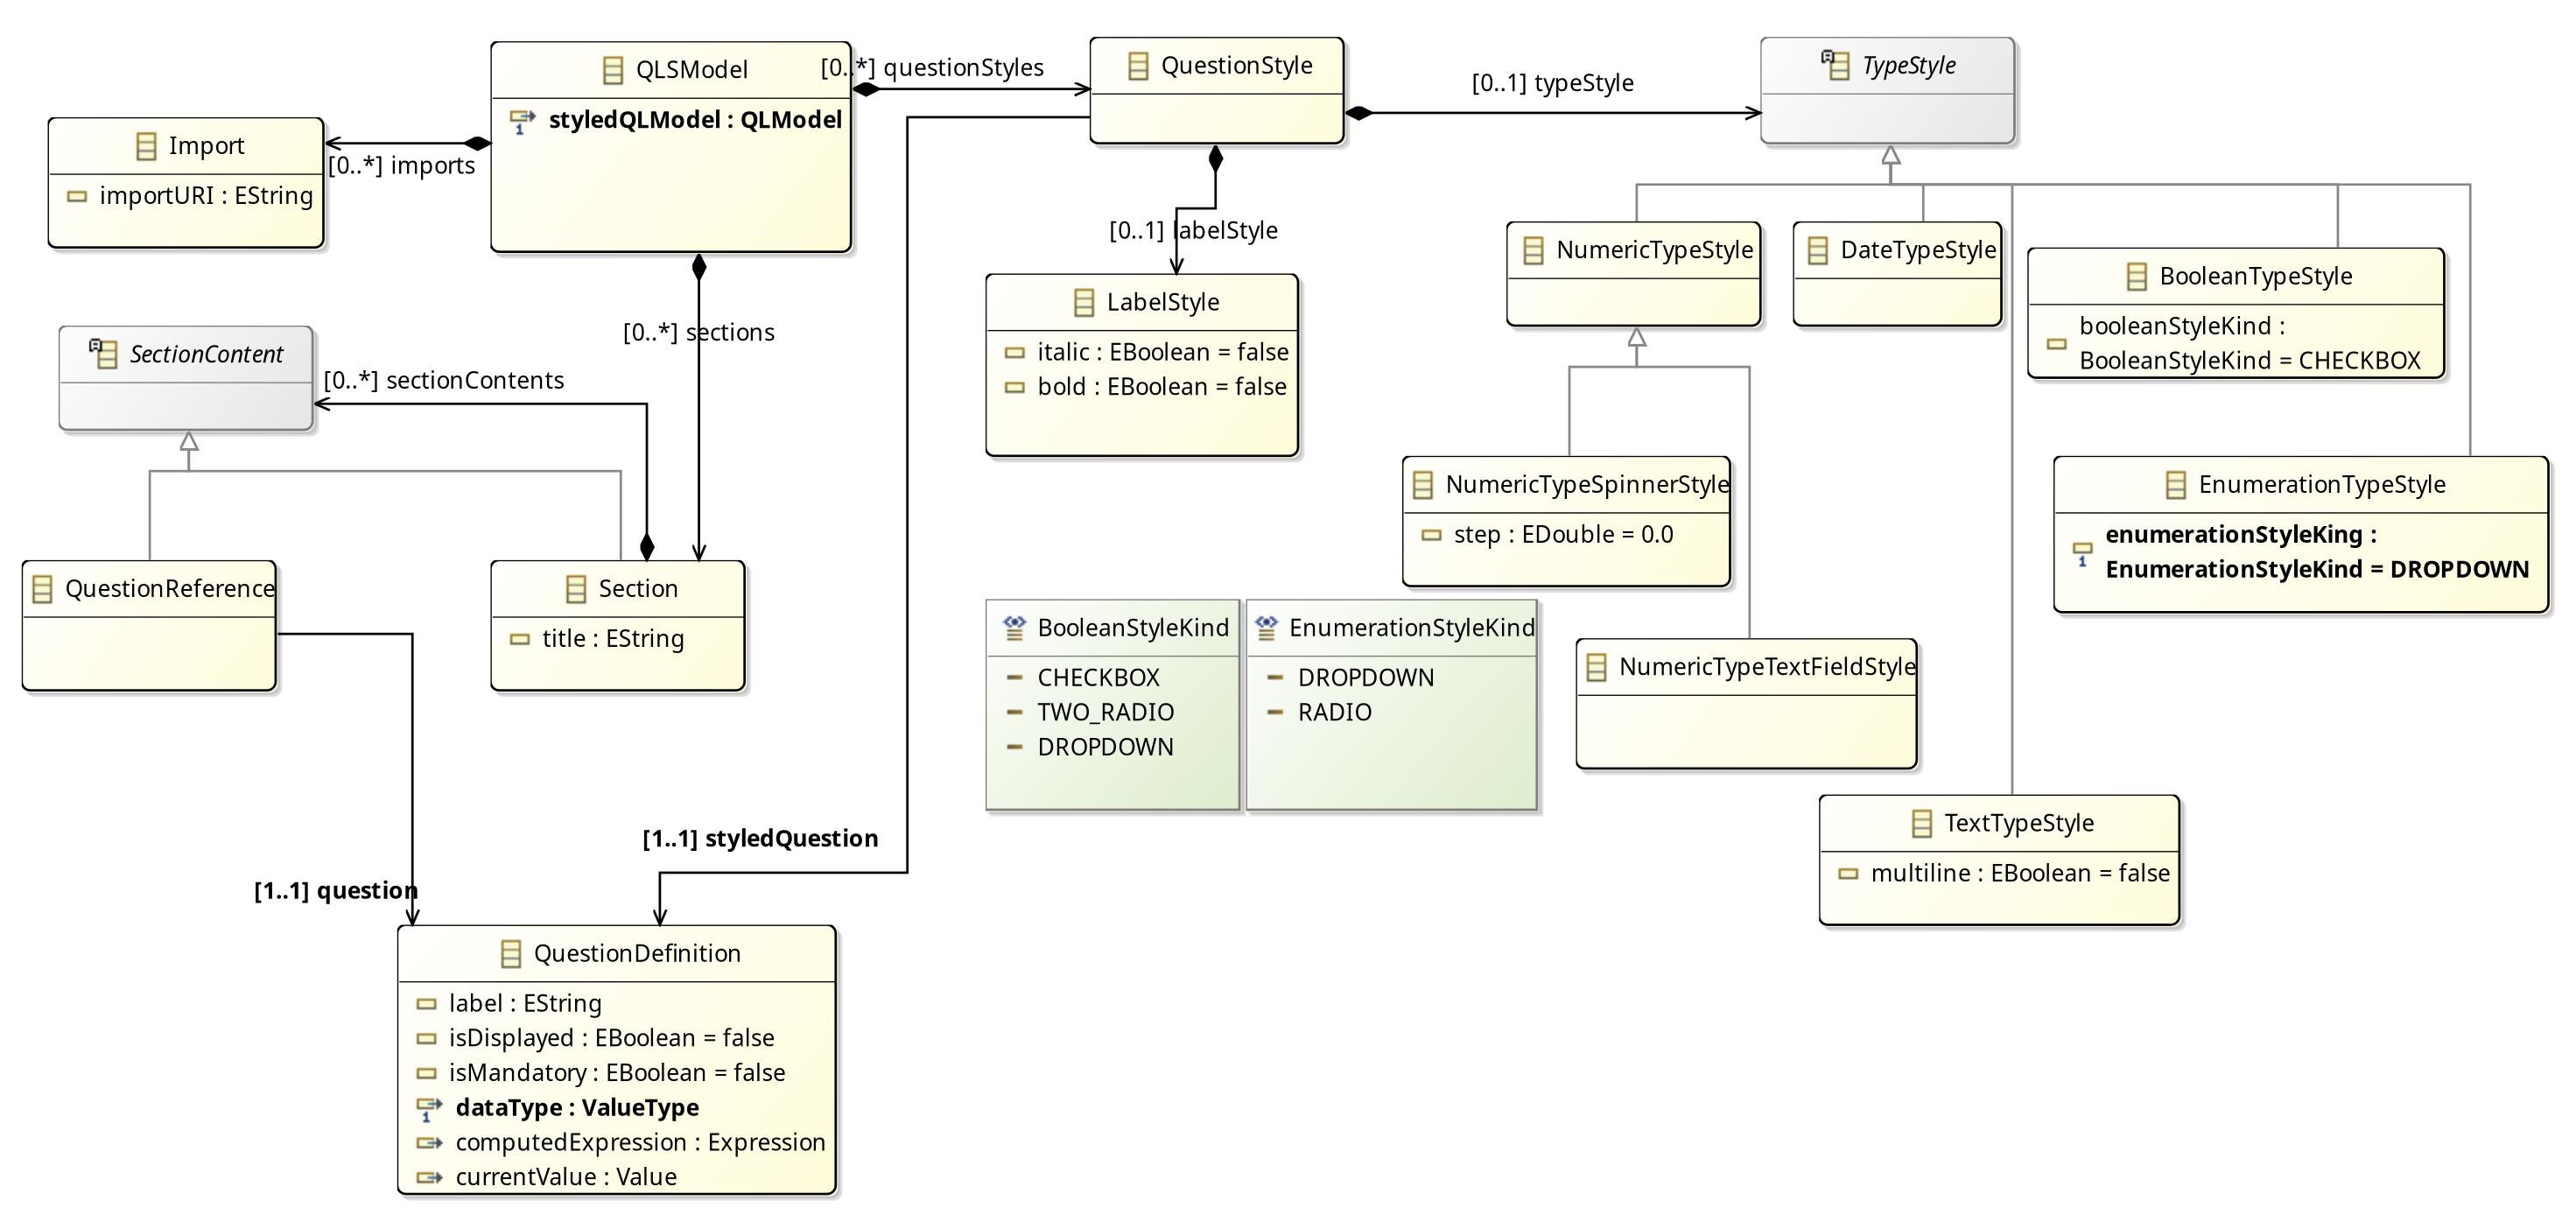 QLSModel
styledQLModel : QLModel
[0..*] questionStyles
QuestionStyle
[0..1] typeStyle
TypeStyle
Import
importURI : EString
[0..*] imports
[0..1] labelStyle
NumericTypeStyle
DateTypeStyle
BooleanTypeStyle
booleanStyleKind :
BooleanStyleKind = CHECKBOX
SectionContent
[0..*] sections
[0..*] sectionContents
LabelStyle
italic : EBoolean = false
bold : EBoolean = false
NumericTypeSpinnerStyle
step : EDouble = 0.0
EnumerationTypeStyle
enumerationStyleKing :
EnumerationStyleKind = DROPDOWN
QuestionReference
Section
title : EString
BooleanStyleKind
CHECKBOX
TWO_RADIO
DROPDOWN
EnumerationStyleKind
DROPDOWN
RADIO
NumericTypeTextFieldStyle
[1..1] styledQuestion
[1..1] question
TextTypeStyle
multiline : EBoolean = false
QuestionDefinition
label : EString
isDisplayed : EBoolean = false
isMandatory : EBoolean = false
1 dataType : ValueType
computedExpression : Expression
currentValue : Value